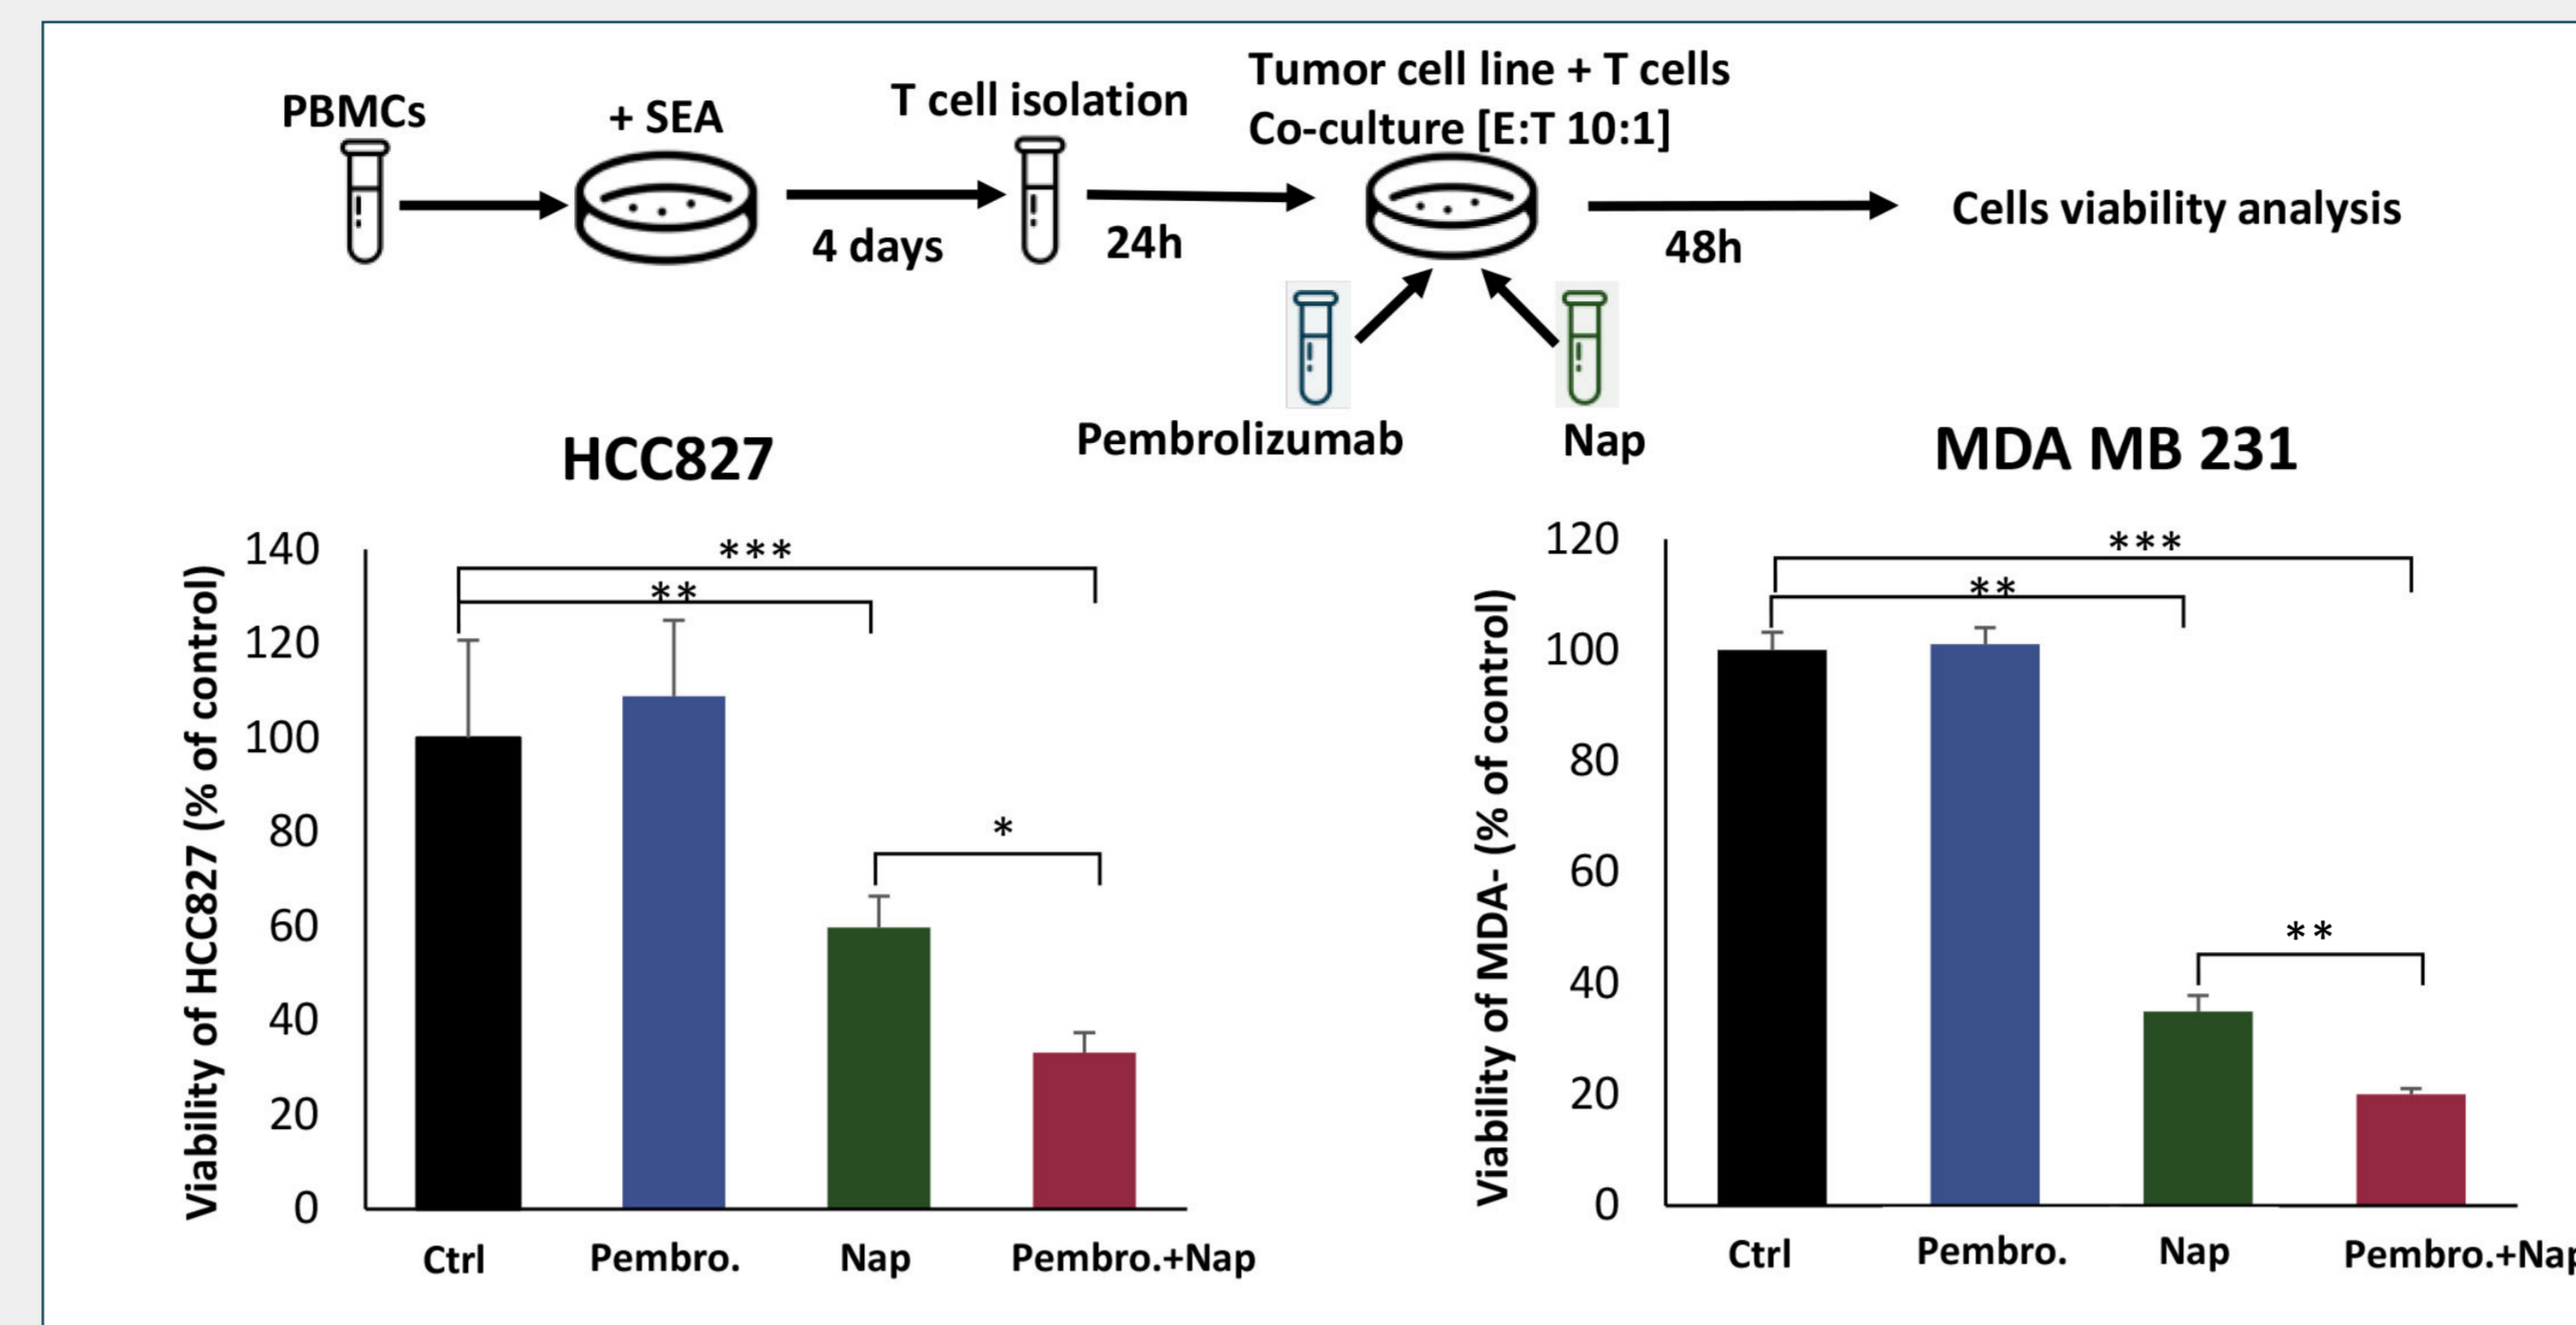 PBMCs
+ SEA
4 days
T cell isolation
24h
Tumor cell line + T cells
Co-culture [E:T 10:1]
48h
Cells viability analysis
Pembrolizumab
Nap
HCC827
Viability of HCC827 (% of control)
140
120
100
80
60
40
20
0
***
**
*
Ctrl
Pembro.
Nap
Pembro.+Nap
MDA MB 231
Viability of MDA- (% of control)
120
100
80
60
40
20
0
***
**
**
Ctrl
Pembro.
Nap
Pembro.+Nap